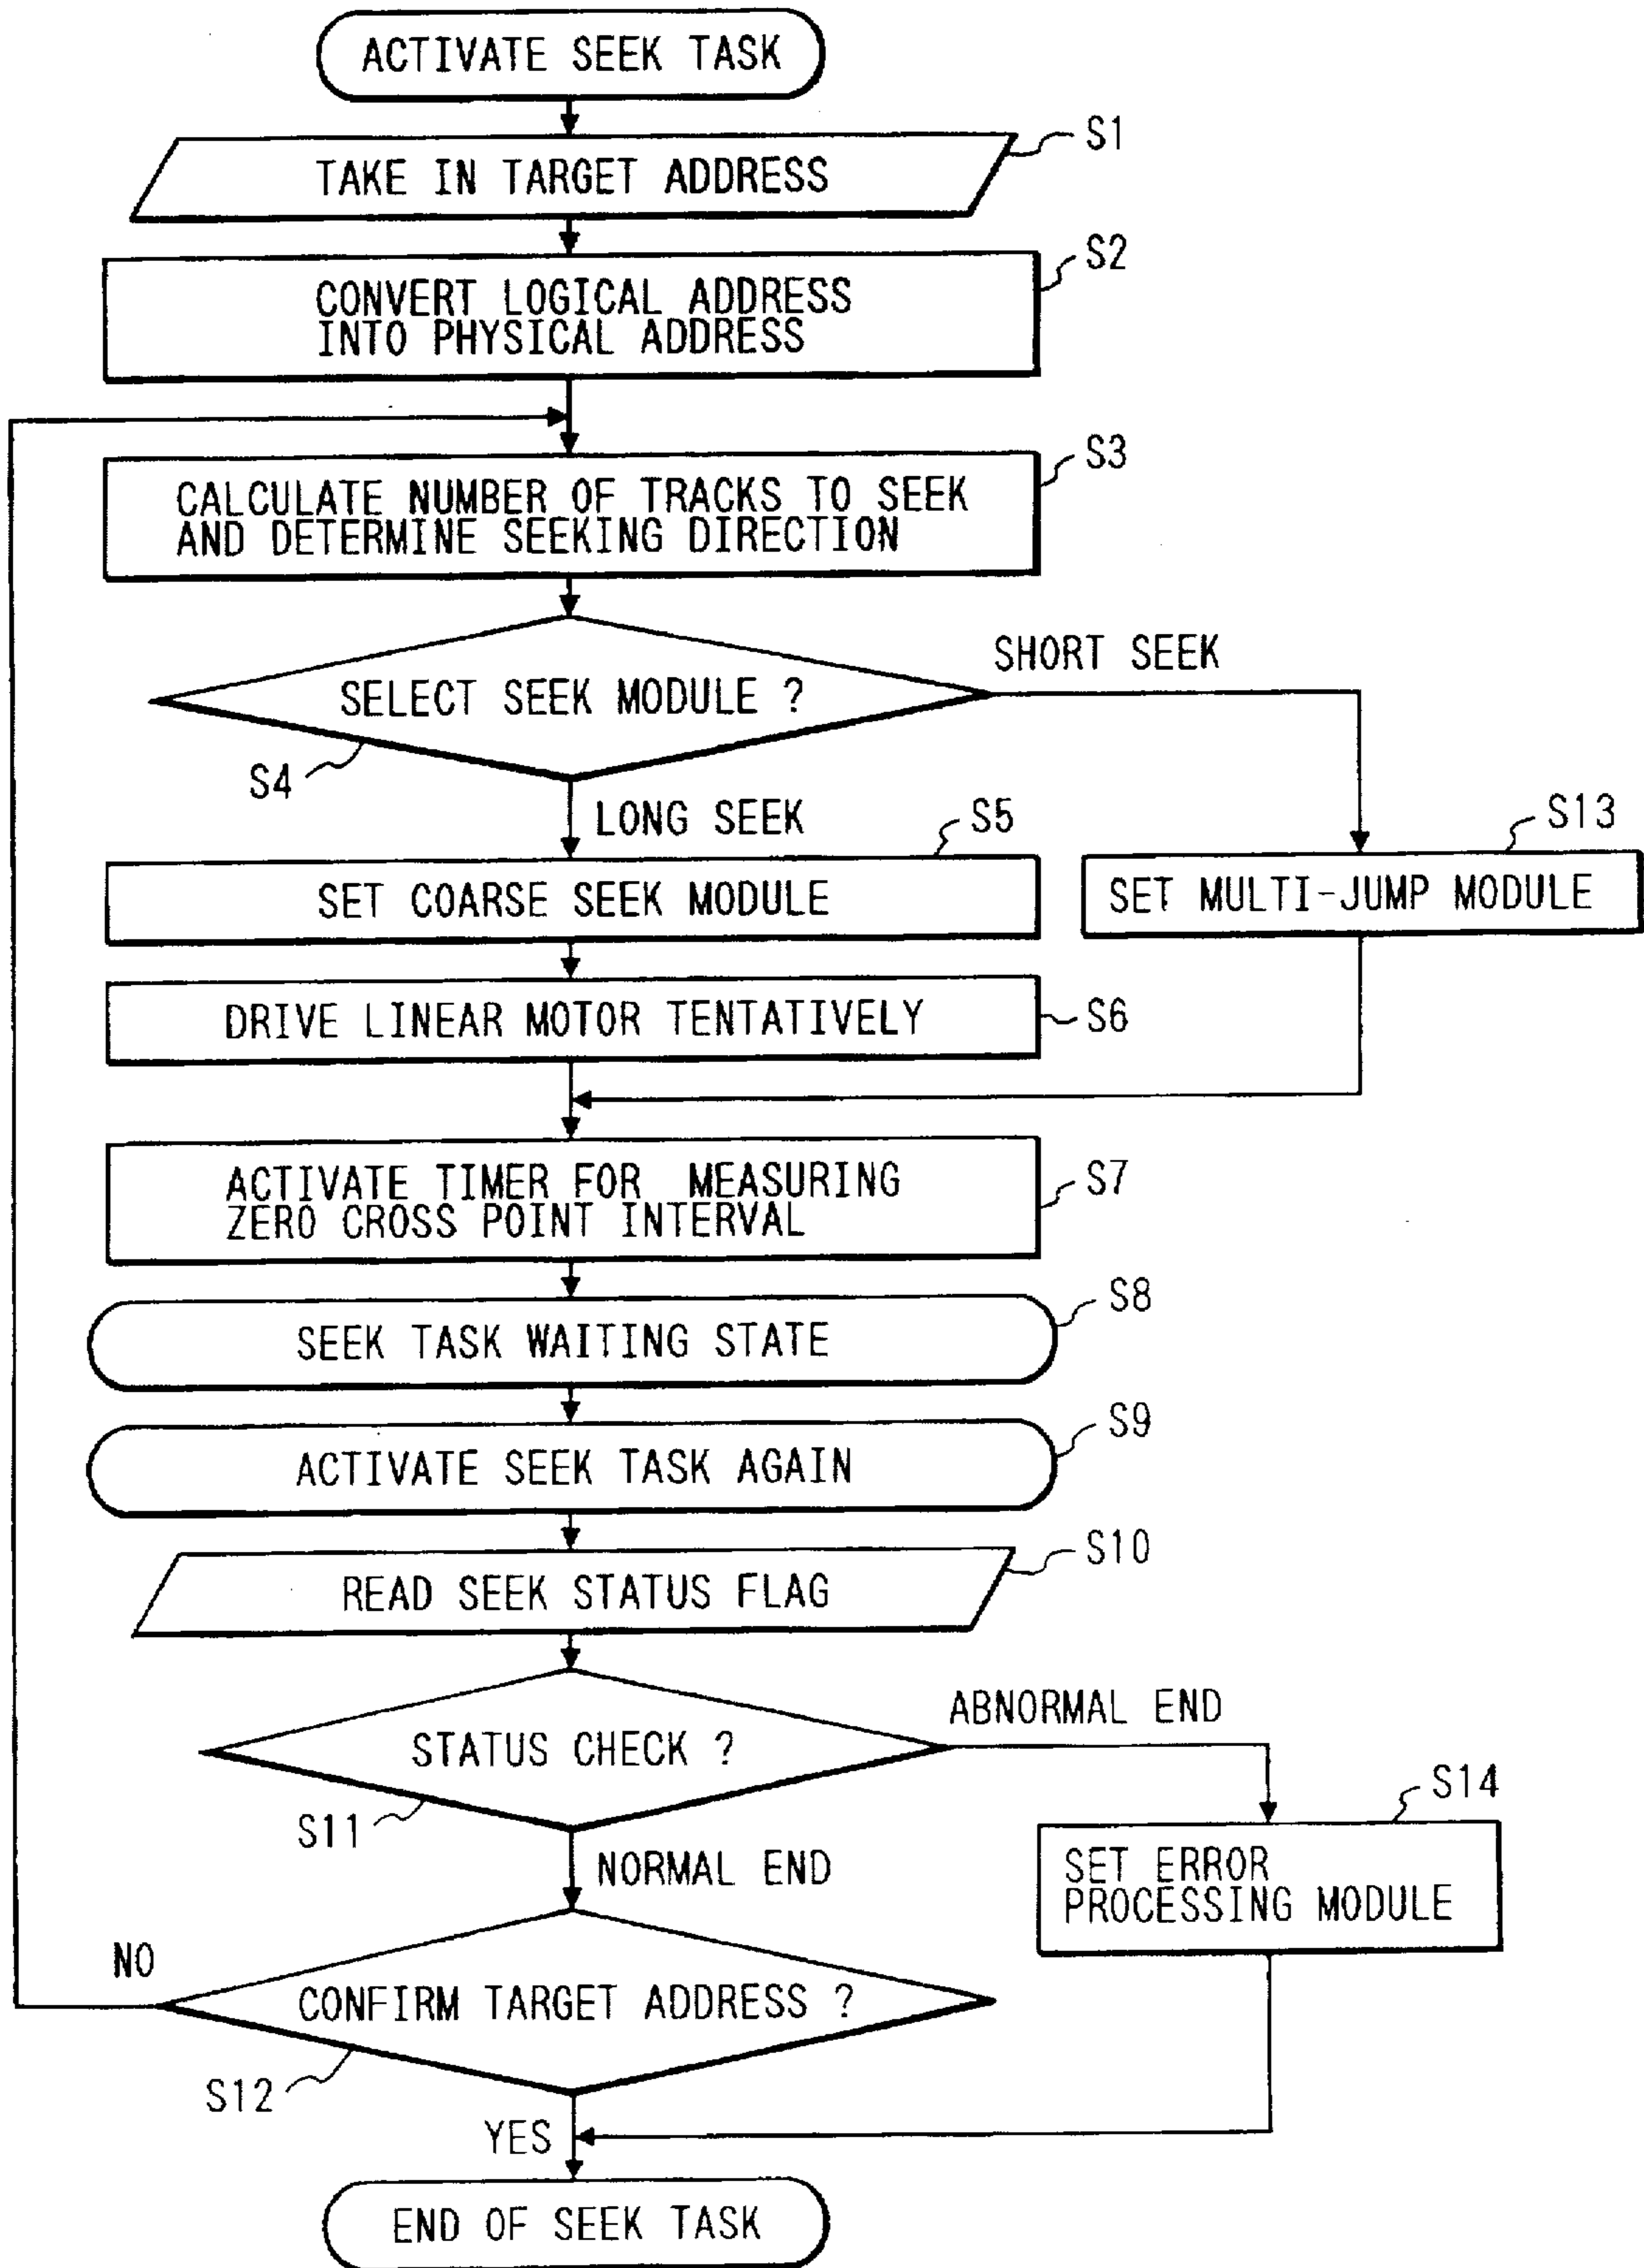 ACTIVATE SEEK TASK
S1
TAKE IN TARGET ADDRESS
S2
CONVERT LOGICAL ADDRESS
INTO PHYSICAL ADDRESS
S3
CALCULATE NUMBER OF TRACKS TO SEEK
AND DETERMINE SEEKING DIRECTION
SHORT SEEK
SELECT SEEK MODULE ?
S4
LONG SEEK
S5
S13
SET COARSE SEEK MODULE
SET MULTI-JUMP MODULE
DRIVE LINEAR MOTOR TENTATIVELY
S6
ACTIVATE TIMER FOR MEASURING
ZERO CROSS POINT INTERVAL
S7
S8
SEEK TASK WAITING STATE
S9
ACTIVATE SEEK TASK AGAIN
S10
READ SEEK STATUS FLAG
ABNORMAL END
STATUS CHECK ?
S11
S14
NORMAL END
SET ERROR
PROCESSING MODULE
NO
CONFIRM TARGET ADDRESS ?
S12
YES
END OF SEEK TASK